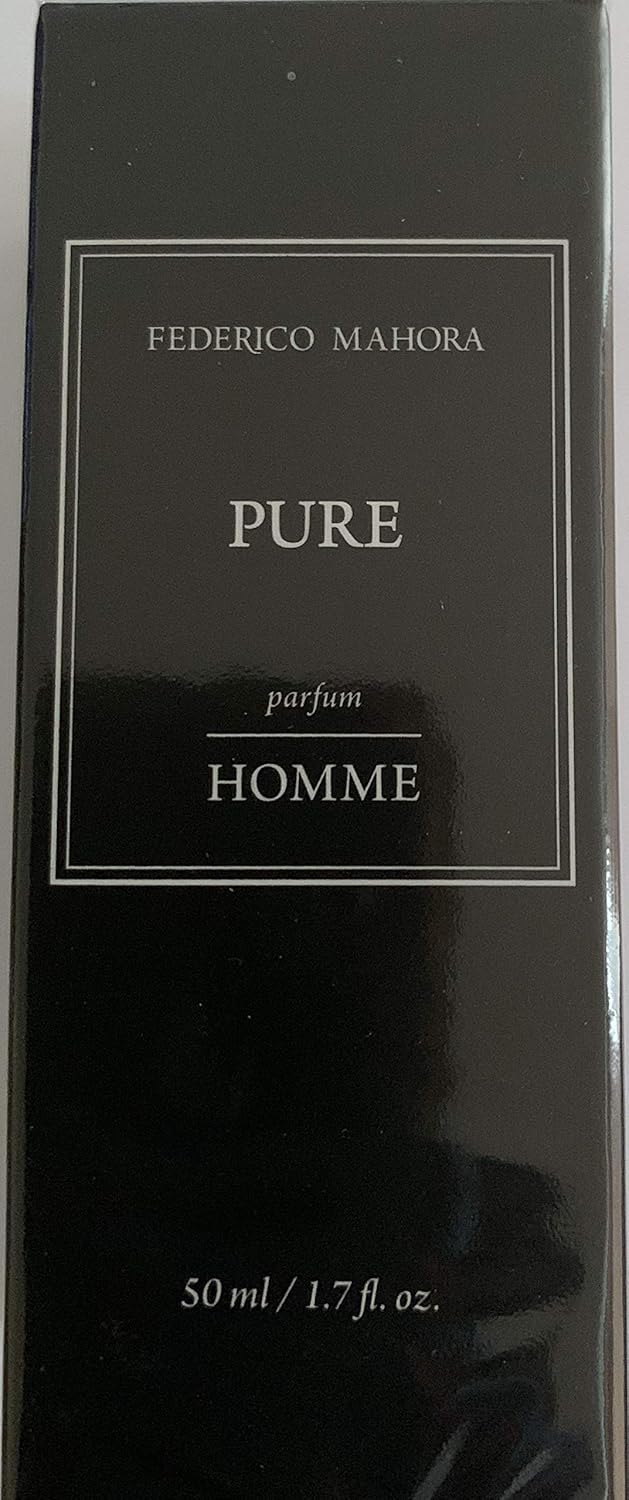 FEDERICO MAHORA
PURE
parfum
HOMME
50 ml / 1.7 fl. oz.